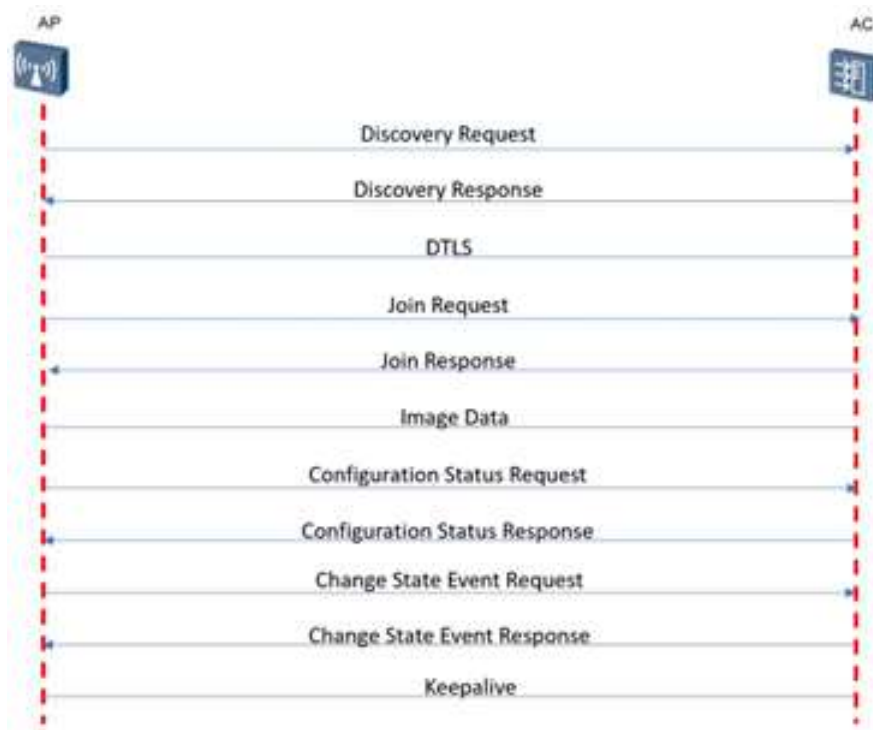 AP
AC
Discovery Request
Discovery Response
DTLS
Join Request
Join Response
Image Data
Configuration Status Request
Configuration Status Response
Change State Event Request
Change State Event Response
Keepalive